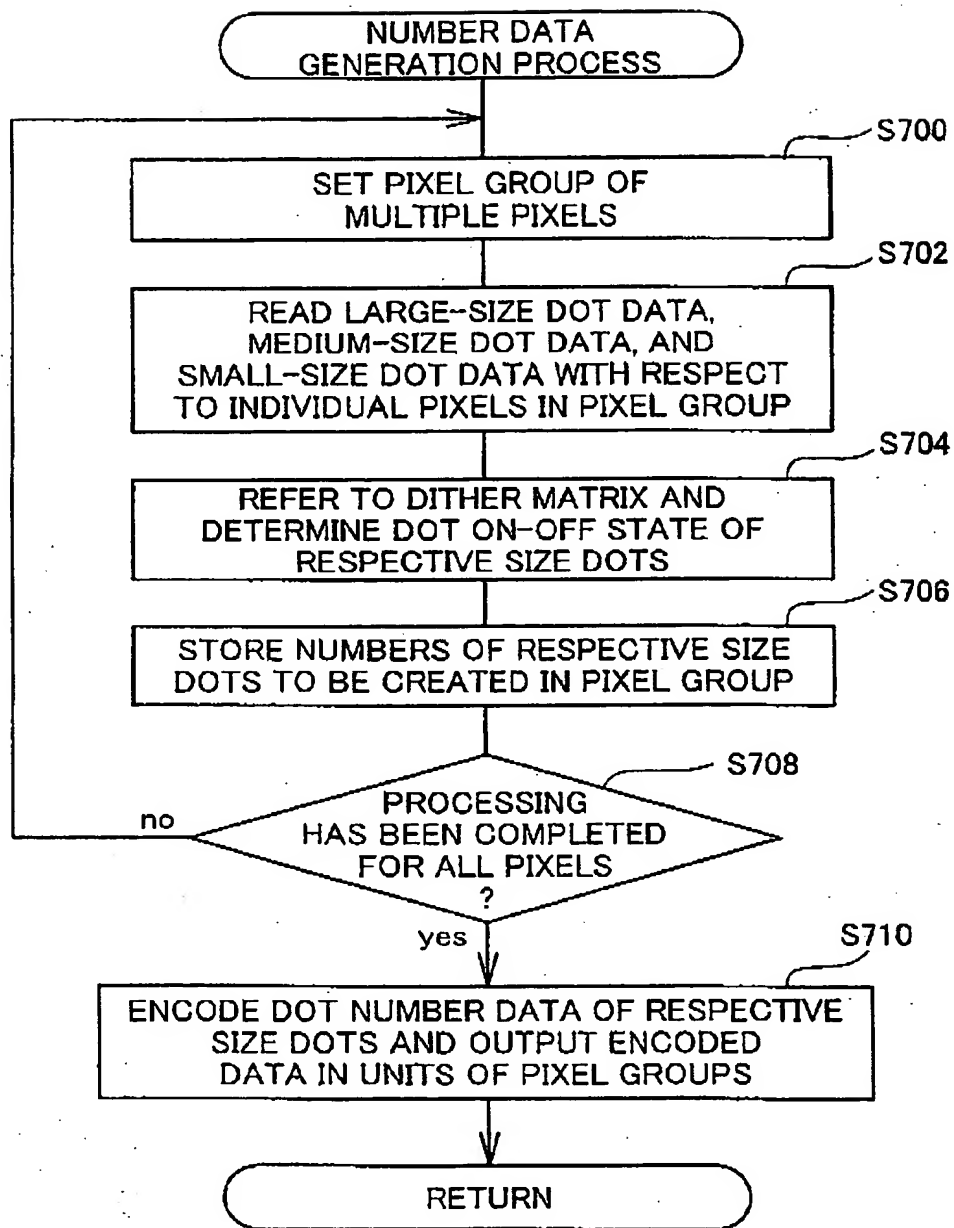 NUMBER DATA
GENERATION PROCESS
S700
SET PIXEL GROUP OF
MULTIPLE PIXELS
S702
READ LARGE-SIZE DOT DATA,
MEDIUM-SIZE DOT DATA, AND
SMALL-SIZE DOT DATA WITH RESPECT
TO INDIVIDUAL PIXELS IN PIXEL GROUP
S704
REFER TO DITHER MATRIX AND
DETERMINE DOT ON-OFF STATE OF
RESPECTIVE SIZE DOTS
S706
STORE NUMBERS OF RESPECTIVE SIZE
DOTS TO BE CREATED IN PIXEL GROUP
S708
PROCESSING
HAS BEEN COMPLETED
FOR ALL PIXELS
?
no
yes
S710
ENCODE DOT NUMBER DATA OF RESPECTIVE
SIZE DOTS AND OUTPUT ENCODED
DATA IN UNITS OF PIXEL GROUPS
RETURN